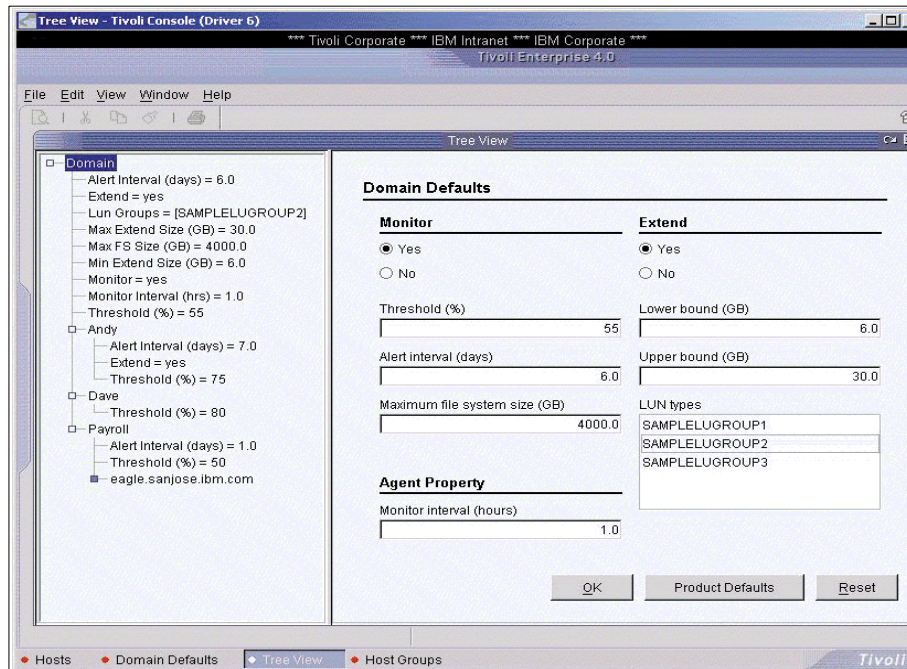 Tree View - Tivoli Console (Driver 6)
*** Tivoli Corporate *** IBM Intranet *** IBM Corporate ***
Tivoli Enterprise 4.0
File Edit View Window Help
Tree View
Domain
Alert Interval (days) = 6.0
Extend = yes
Lun Groups = [SAMPLELUGROUP2]
Max Extend Size (GB) = 30.0
Max FS Size (GB) = 4000.0
Min Extend Size (GB) = 6.0
Monitor = yes
Monitor Interval (hrs) = 1.0
Threshold (%) = 55
Andy
Alert Interval (days) = 7.0
Extend = yes
Threshold (%) = 75
Dave
Threshold (%) = 80
Payroll
Alert Interval (days) = 1.0
Threshold (%) = 50
eagle.sanjose.ibm.com
Domain Defaults
Monitor
Yes
No
Threshold (%)
55
Alert interval (days)
6.0
Maximum file system size (GB)
4000.0
Agent Property
Monitor interval (hours)
1.0
Extend
Yes
No
Lower bound (GB)
6.0
Upper bound (GB)
30.0
LUN types
SAMPLELUGROUP1
SAMPLELUGROUP2
SAMPLELUGROUP3
OK Product Defaults Reset
Hosts Domain Defaults Tree View Host Groups Tivoli